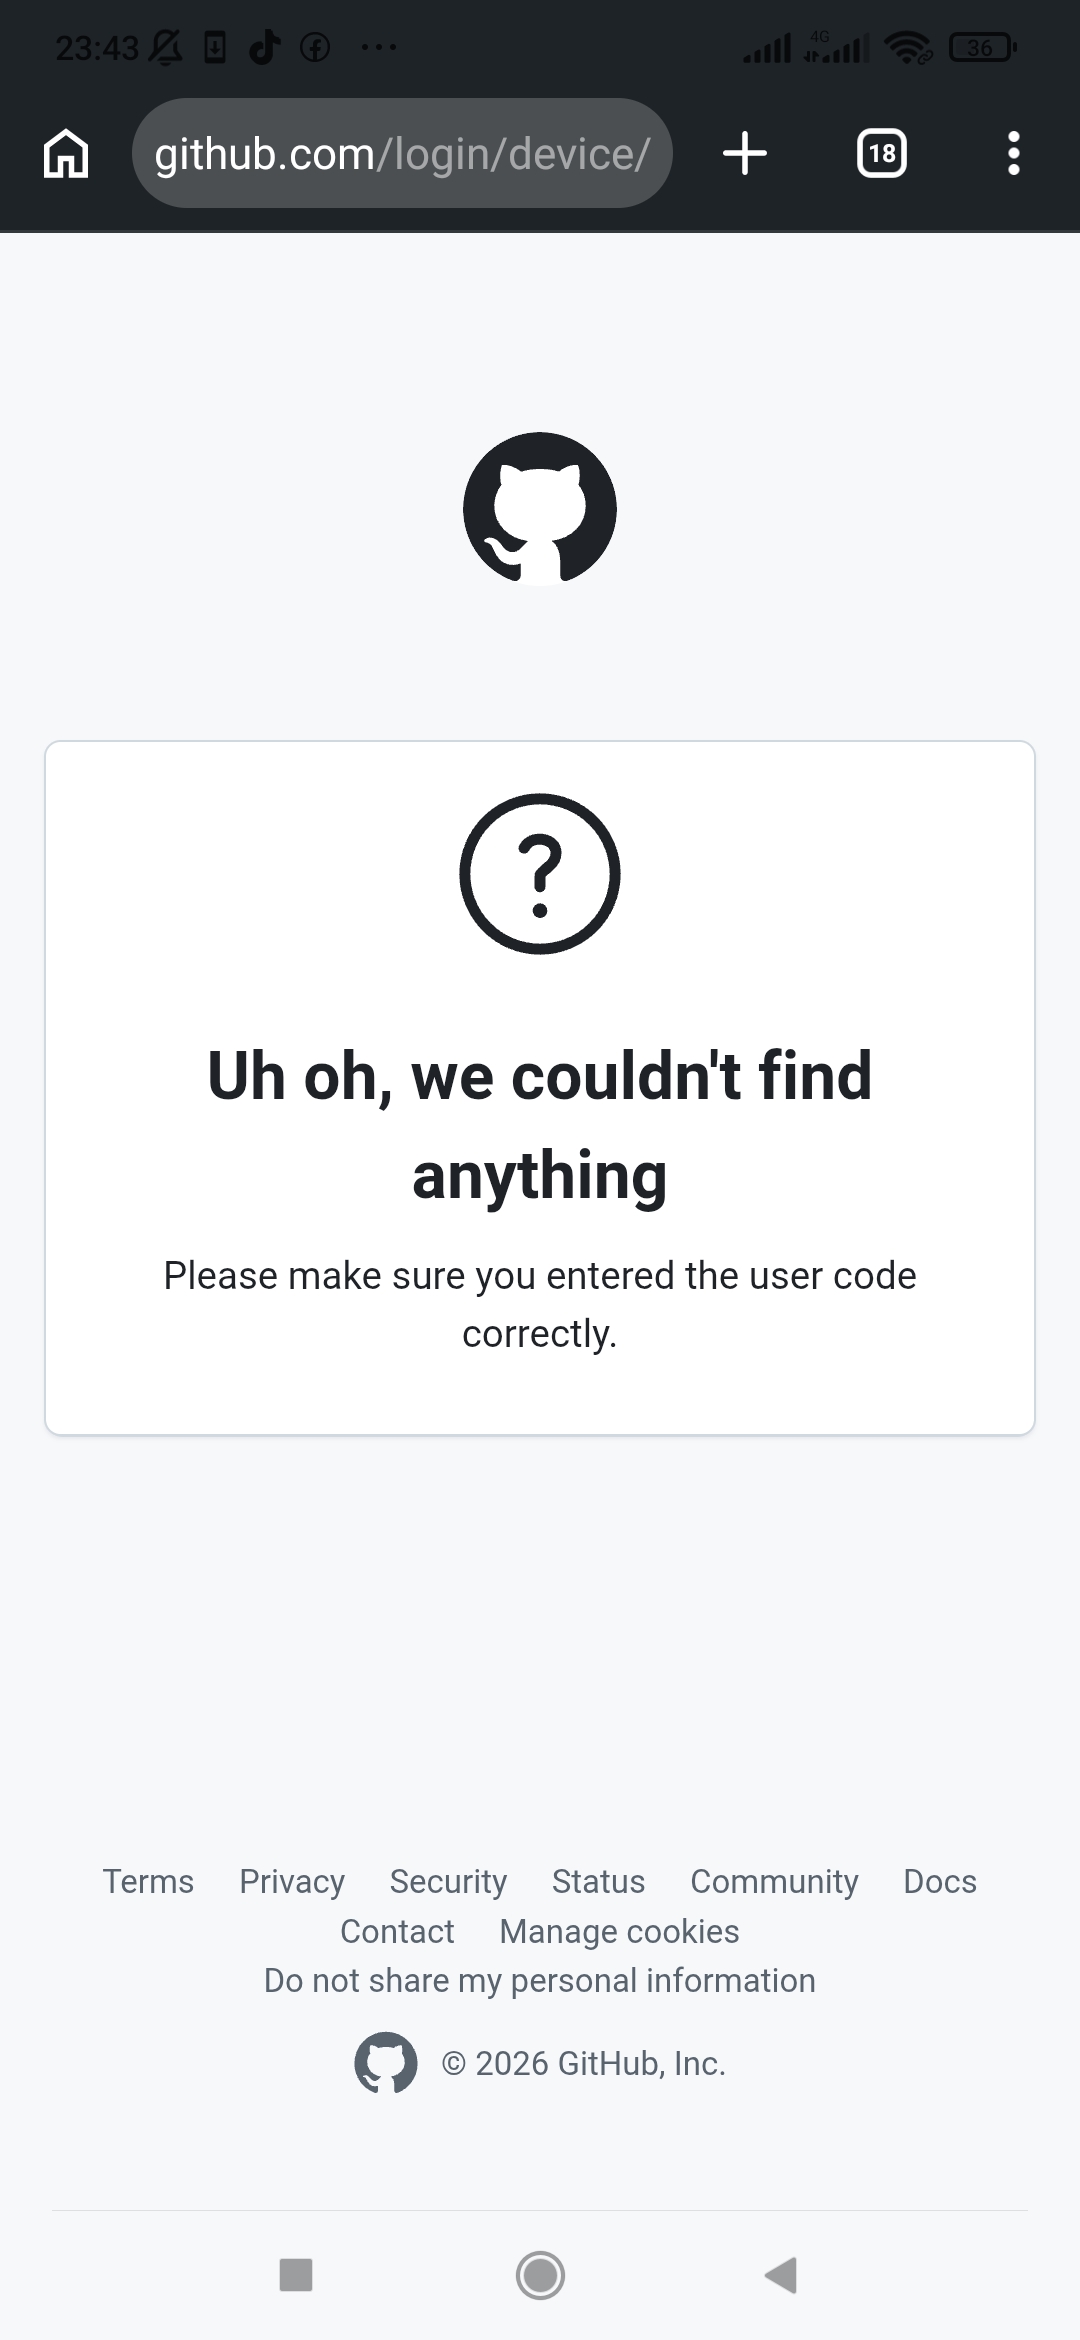 23:43
4G
36
github.com/login/device/
18
Uh oh, we couldn't find
anything
Please make sure you entered the user code
correctly.
Terms Privacy Security Status Community Docs
Contact Manage cookies
Do not share my personal information
© 2026 GitHub, Inc.